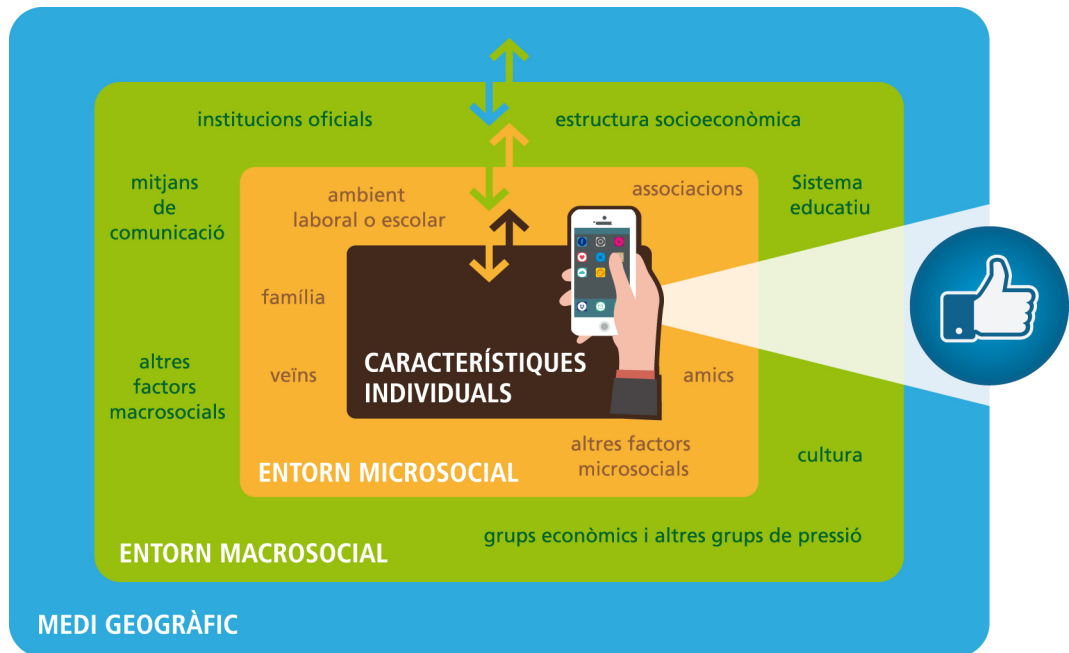 institucions oficials
estructura socioeconòmica
mitjans
de
comunicació
ambient
laboral o escolar
associacions
Sistema
educatiu
família
veïns
CARACTERÍSTIQUES
INDIVIDUALS
amics
altres
factors
macrosocials
altres factors
microsocials
ENTORN MICROSOCIAL
cultura
grups econòmics i altres grups de pressió
ENTORN MACROSOCIAL
MEDI GEOGRÀFIC